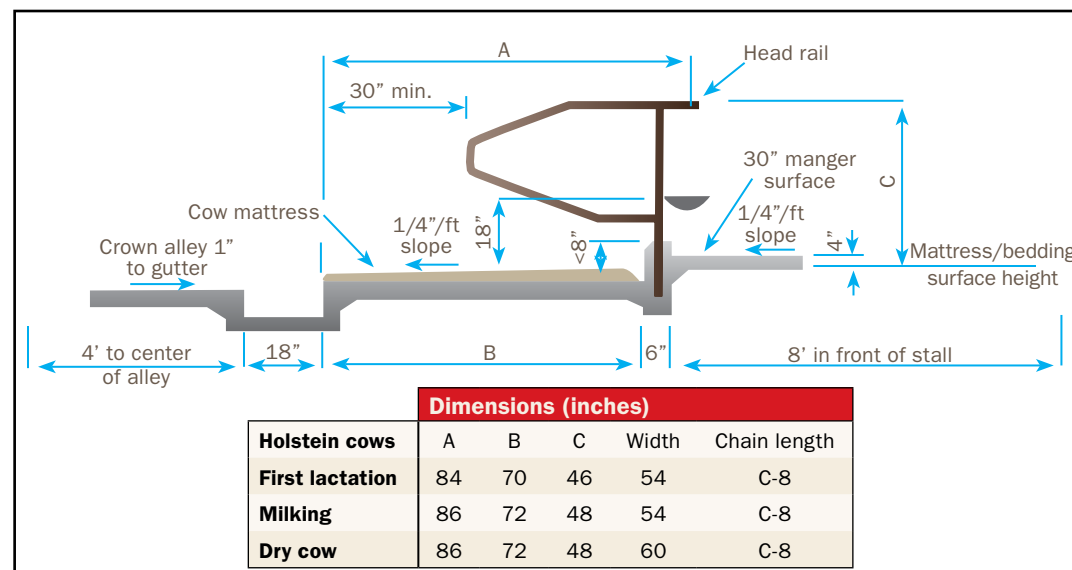 A
Head rail
30” min.
30” manger
surface
C
Cow mattress
1/4”/ft
slope
18”
<8”
1/4”/ft
slope
4”
Crown alley 1”
to gutter
Mattress/bedding
surface height
4’ to center
of alley
18”
B
6”
8’ in front of stall
Dimensions (inches)
Holstein cows A B C Width Chain length
First lactation 84 70 46 54 C-8
Milking 86 72 48 54 C-8
Dry cow 86 72 48 60 C-8